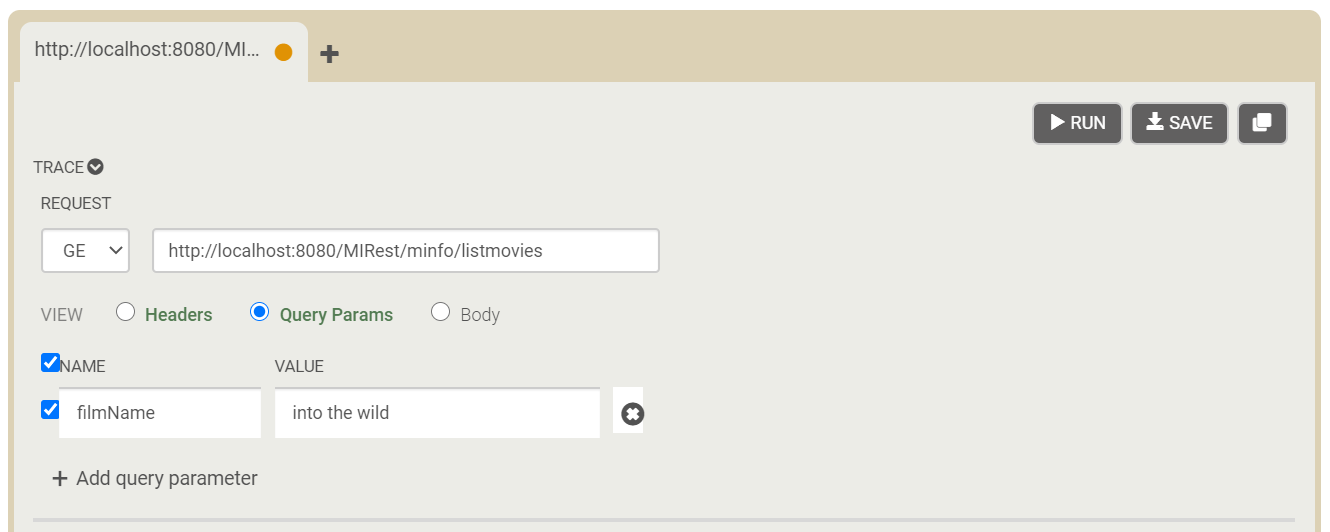 http://localhost:8080/MI...
RUN SAVE
TRACE
REQUEST
GE http://localhost:8080/MIRest/minfo/listmovies
VIEW Headers Query Params Body
NAME VALUE
filmName into the wild
Add query parameter